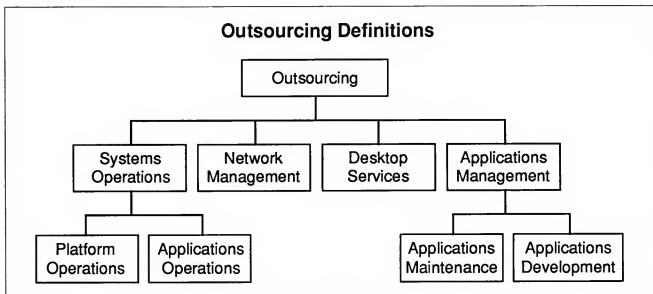 Outsourcing Definitions
Outsourcing
Systems
Operations
Network
Management
Desktop
Services
Applications
Management
Platform
Operations
Applications
Operations
Applications
Maintenance
Applications
Development